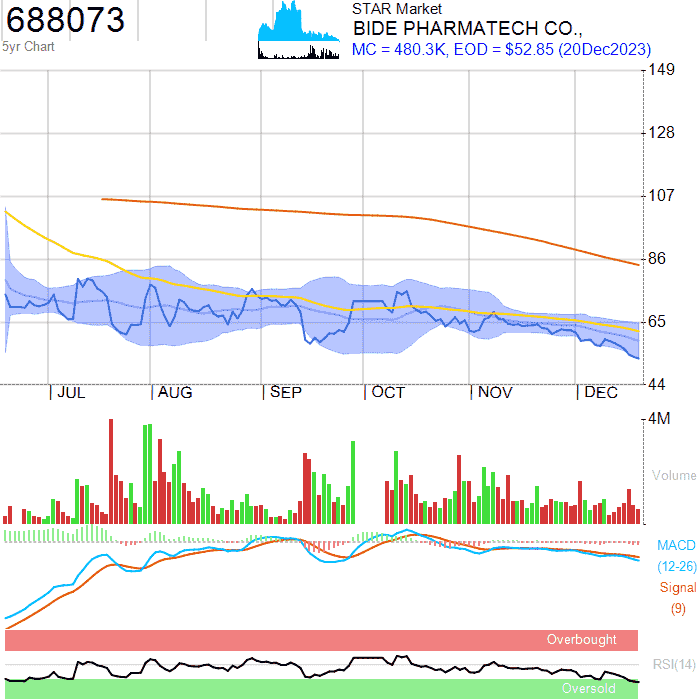 688073
5yr Chart
STAR Market
BIDE PHARMATECH CO.,
MC = 480.3K, EOD = $52.85 (20Dec2023)
149
128
107
86
65
44
JUL
AUG
SEP
OCT
NOV
DEC
4M
Volume
MACD
(12-26)
Signal
(9)
Overbought
RSI(14)
Oversold